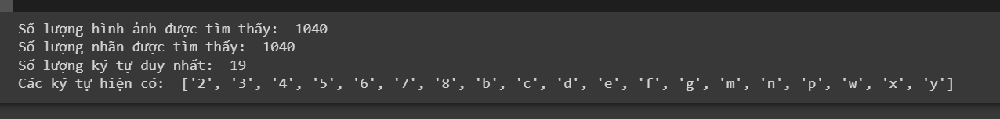 Số lượng hình ảnh được tìm thấy:  1040
Số lượng nhãn được tìm thấy:  1040
Số lượng ký tự duy nhất:  19
Các ký tự hiện có:  ['2', '3', '4', '5', '6', '7', '8', 'b', 'c', 'd', 'e', 'f', 'g', 'm', 'n', 'p', 'w', 'x', 'y']